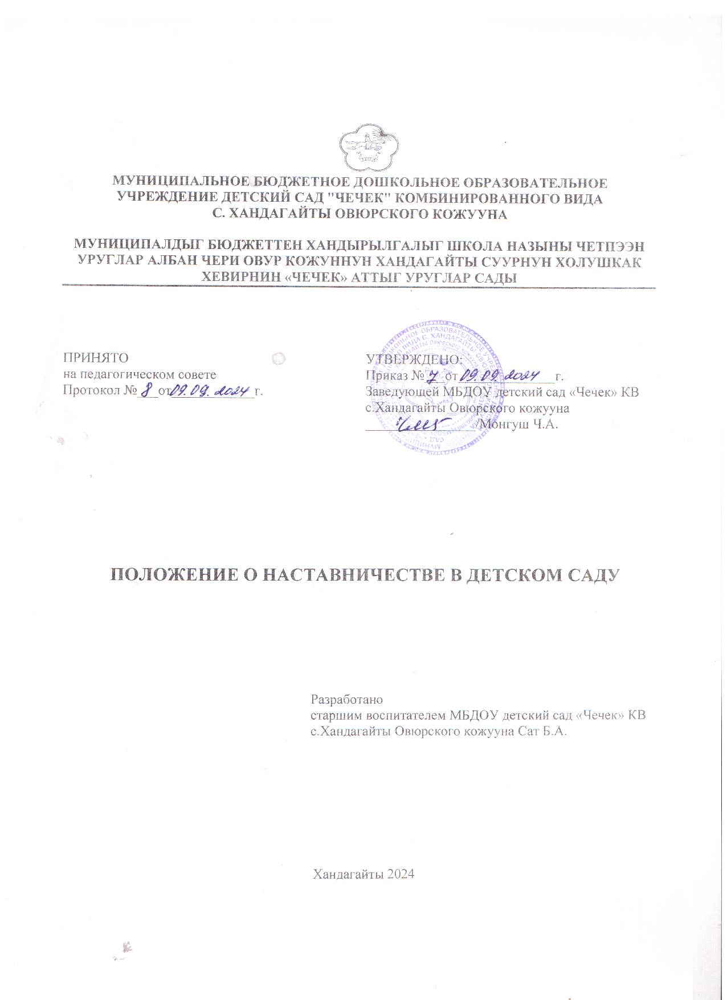 МУНИЦИПАЛЬНОЕ БЮДЖЕТНОЕ ДОШКОЛЬНОЕ ОБРАЗОВАТЕЛЬНОЕ
УЧРЕЖДЕНИЕ ДЕТСКИЙ САД "ЧЕЧЕК" КОМБИНИРОВАННОГО ВИДА
С. ХАНДАГАЙТЫ ОВЮРСКОГО КОЖУУНА
МУНИЦИПАЛДЫГ БЮДЖЕТТЕН ХАНДЫРЫЛГАЛЫГ ШКОЛА НАЗЫНЫ ЧЕТПЭЭН
УРУГЛАР АЛБАН ЧЕРИ ОВУР КОЖУННУН ХАНДАГАЙТЫ СУУРНУН ХОЛУШКАК
ХЕВИРНИН «ЧЕЧЕК» АТТЫГ УРУГЛАР САДЫ
ПРИНЯТО
на педагогическом совете
Протокол № 8 от 09.09.2024 г.
УТВЕРЖДЕНО:
Приказ № 7 от 09.09.2024 г.
Заведующей МБДОУ детский сад «Чечек» КВ
с.Хандагайты Овюрского кожууна
/Монгуш Ч.А.
ПОЛОЖЕНИЕ О НАСТАВНИЧЕСТВЕ В ДЕТСКОМ САДУ
Разработано
старшим воспитателем МБДОУ детский сад «Чечек» КВ
с.Хандагайты Овюрского кожууна Сат Б.А.
Хандагайты 2024